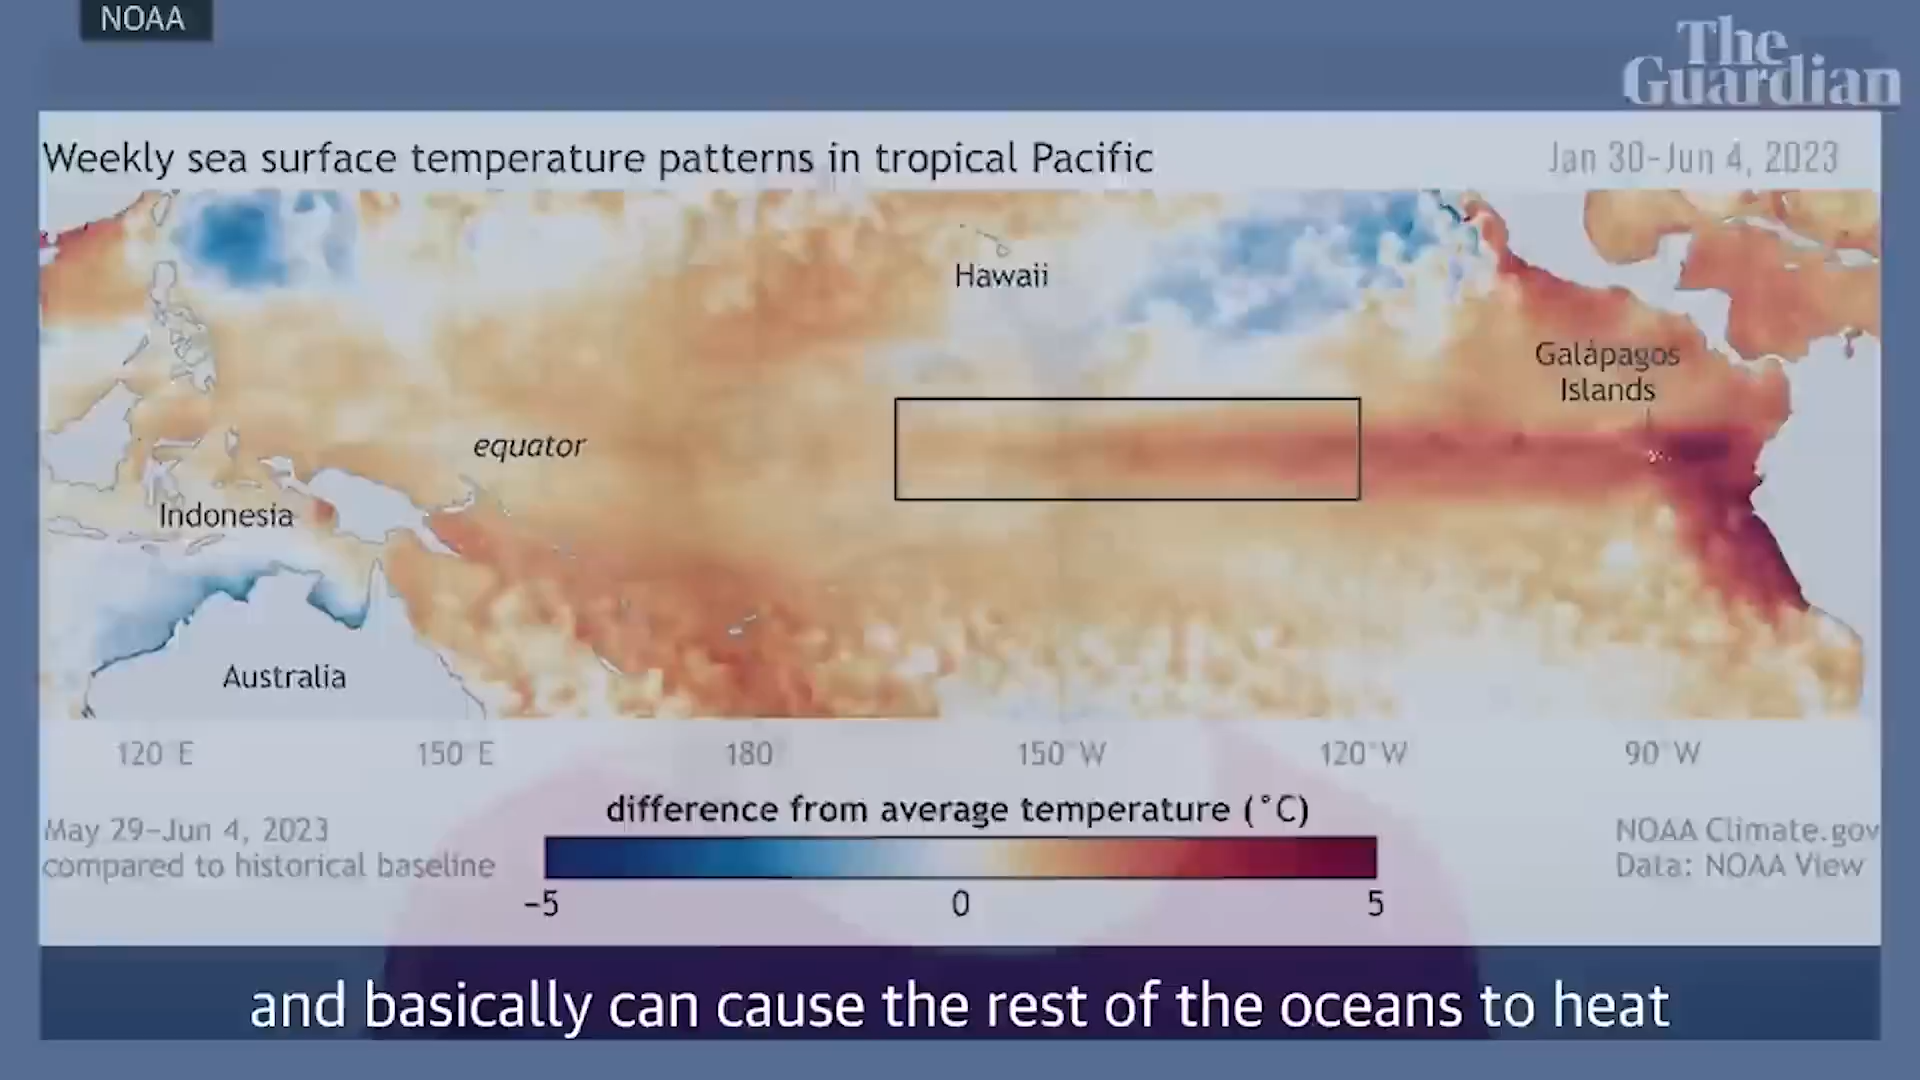 NOAA
The
Guardian
Weekly sea surface temperature patterns in tropical Pacific
Jan 30-Jun 4, 2023
Hawaii
Galápagos
Islands
equator
Indonesia
Australia
120°E
150°E
180
150°W
120°W
90°W
difference from average temperature (°C)
May 29-Jun 4, 2023
compared to historical baseline
NOAA Climate.gov
Data: NOAA View
-5
0
5
and basically can cause the rest of the oceans to heat